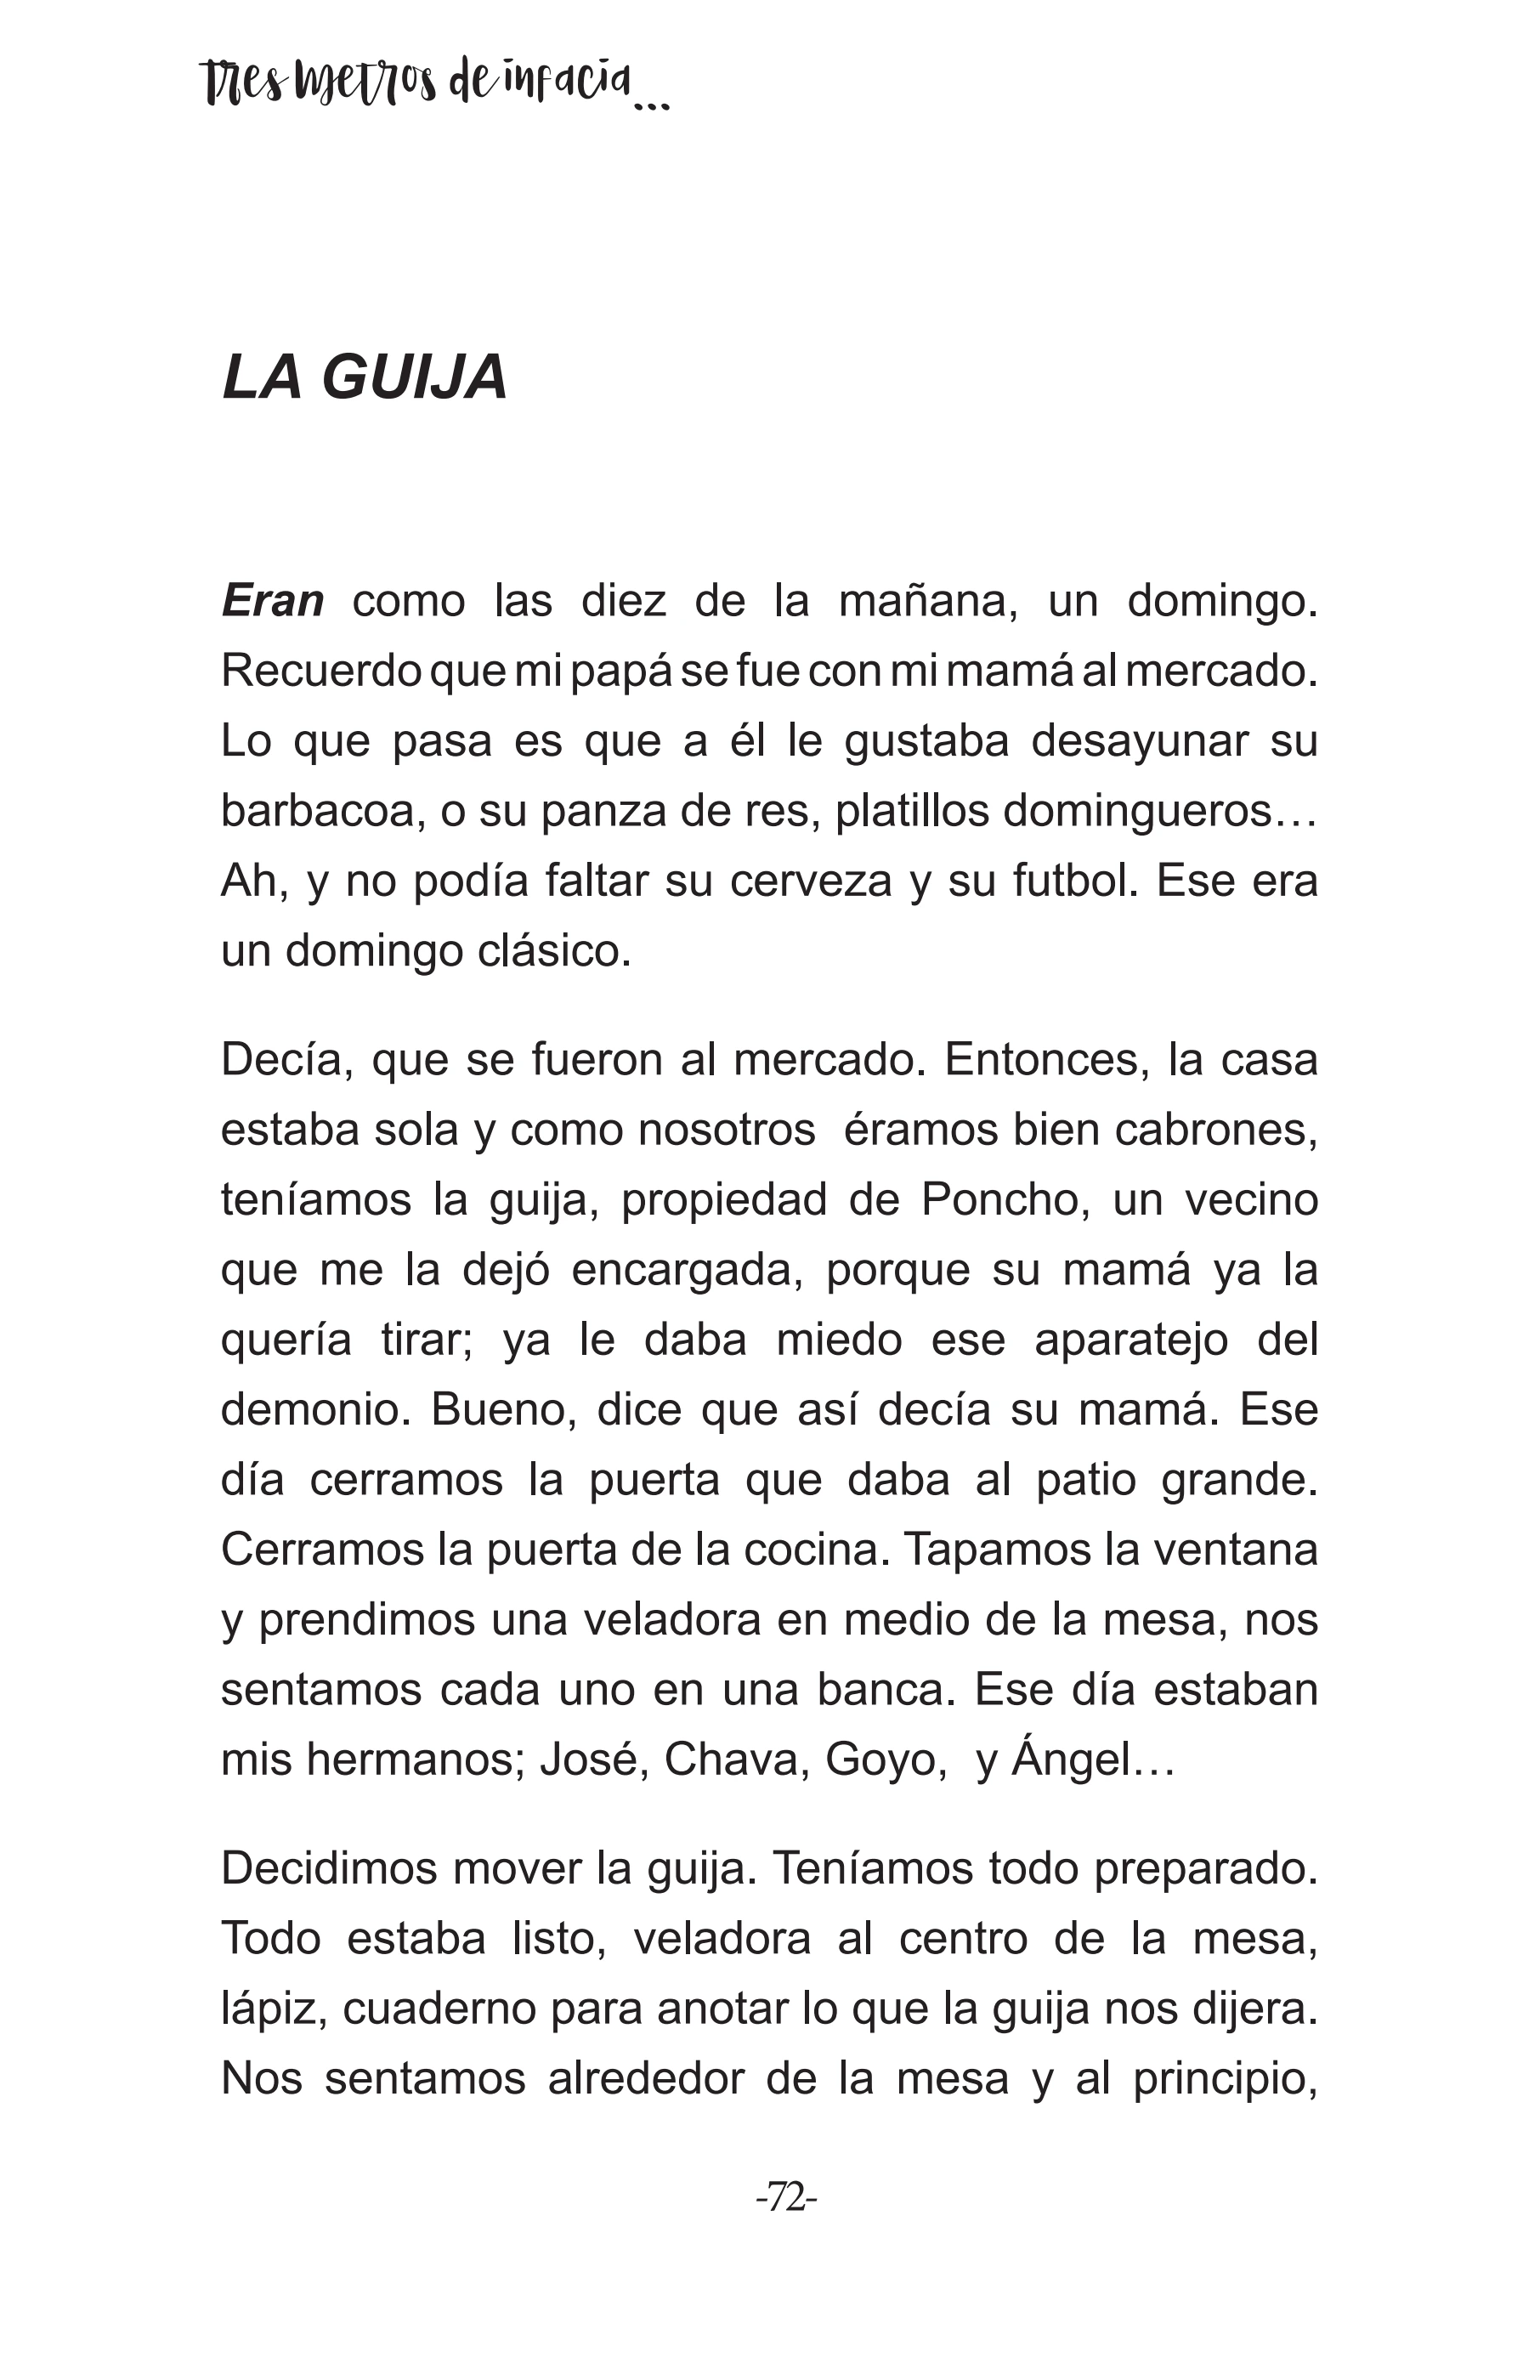 Tres metros de infacia...
LA GUIJA
Eran como las diez de la mañana, un domingo.
Recuerdo que mi papá se fue con mi mamá al mercado.
Lo que pasa es que a él le gustaba desayunar su
barbacoa, o su panza de res, platillos domingueros…
Ah, y no podía faltar su cerveza y su futbol. Ese era
un domingo clásico.
Decía, que se fueron al mercado. Entonces, la casa
estaba sola y como nosotros  éramos bien cabrones,
teníamos la guija, propiedad de Poncho, un vecino
que me la dejó encargada, porque su mamá ya la
quería tirar; ya le daba miedo ese aparatejo del
demonio. Bueno, dice que así decía su mamá. Ese
día cerramos la puerta que daba al patio grande.
Cerramos la puerta de la cocina. Tapamos la ventana
y prendimos una veladora en medio de la mesa, nos
sentamos cada uno en una banca. Ese día estaban
mis hermanos; José, Chava, Goyo,  y Ángel…
Decidimos mover la guija. Teníamos todo preparado.
Todo estaba listo, veladora al centro de la mesa,
lápiz, cuaderno para anotar lo que la guija nos dijera.
Nos sentamos alrededor de la mesa y al principio,
-72-